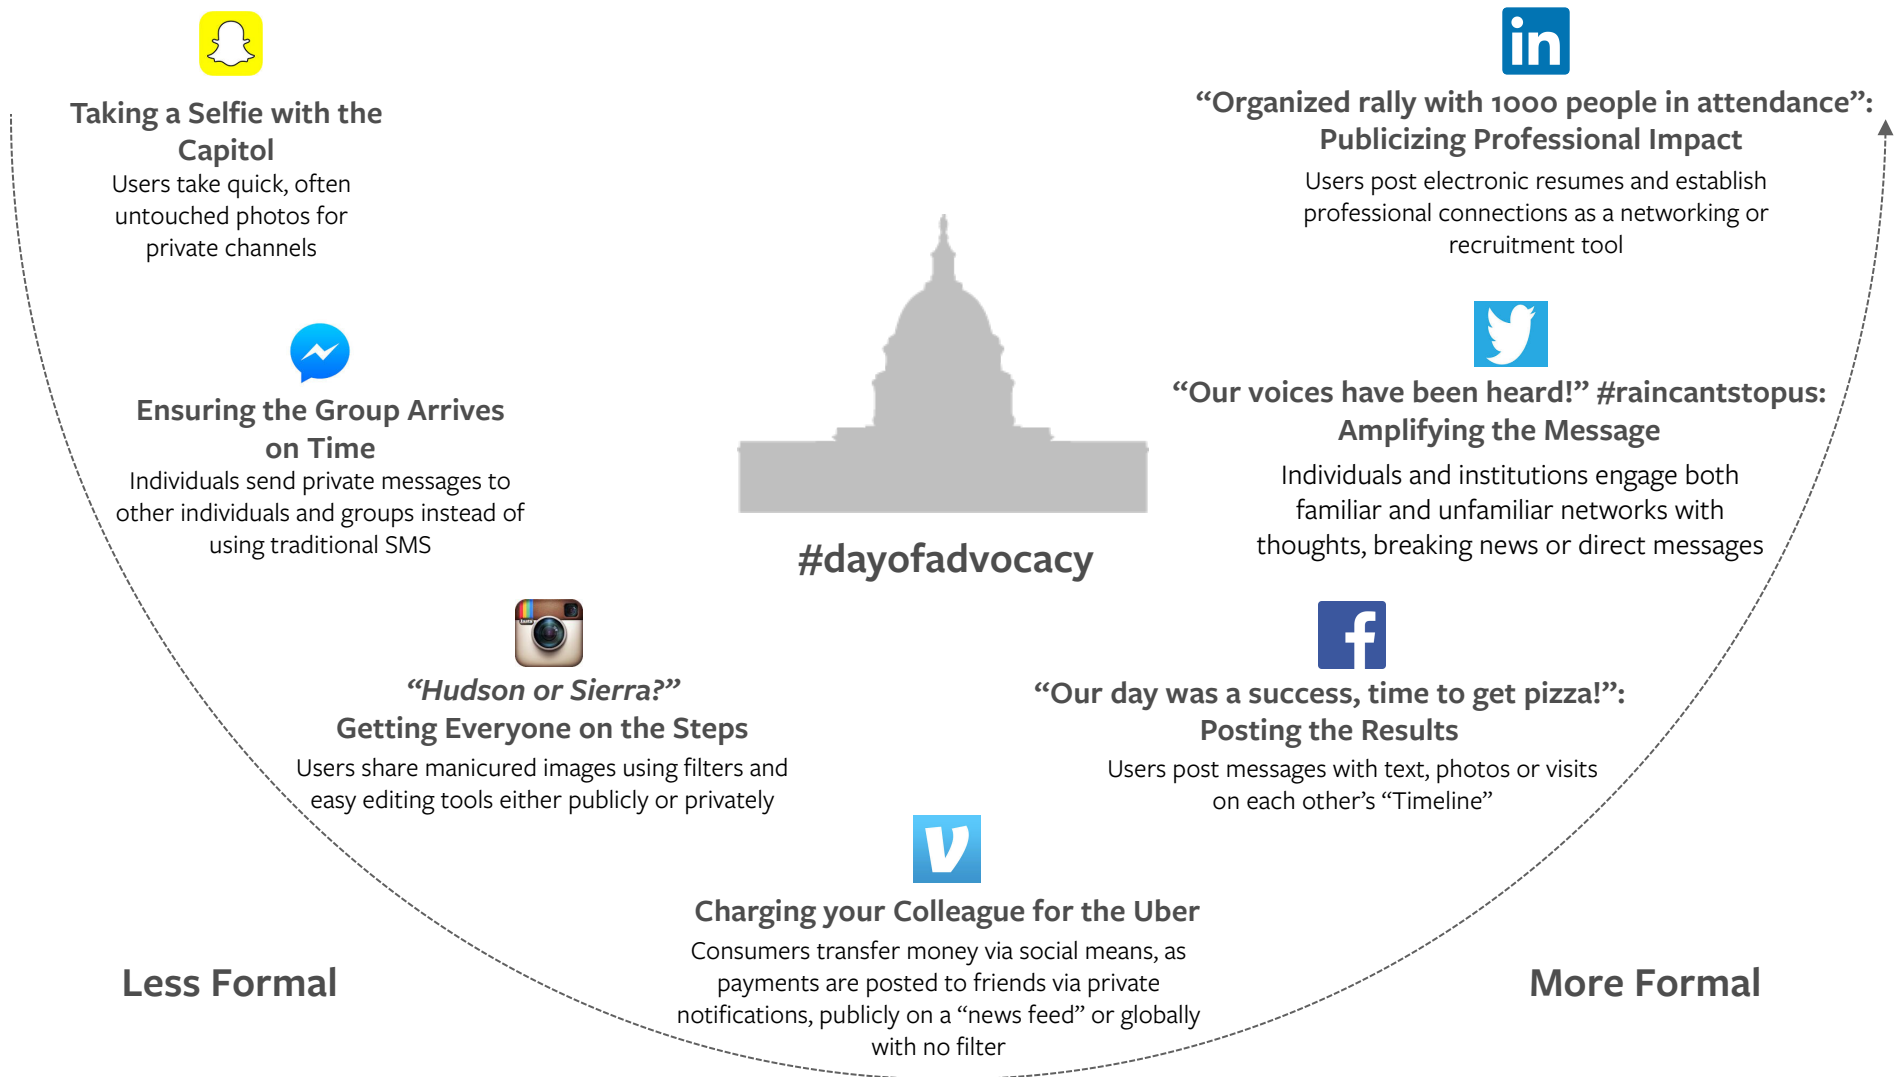 Taking a Selfie with the
Capitol
Users take quick, often
untouched photos for
private channels
Ensuring the Group Arrives
on Time
Individuals send private messages to
other individuals and groups instead of
using traditional SMS
“Hudson or Sierra?”
Getting Everyone on the Steps
Users share manicured images using filters and
easy editing tools either publicly or privately
Charging your Colleague for the Uber
Consumers transfer money via social means, as
payments are posted to friends via private
notifications, publicly on a “news feed” or globally
with no filter
“Our day was a success, time to get pizza!”:
Posting the Results
Users post messages with text, photos or visits
on each other’s “Timeline”
“Our voices have been heard!” #raincantstopus:
Amplifying the Message
Individuals and institutions engage both
familiar and unfamiliar networks with
thoughts, breaking news or direct messages
in
“Organized rally with 1000 people in attendance”:
Publicizing Professional Impact
Users post electronic resumes and establish
professional connections as a networking or
recruitment tool
#dayofadvocacy
Less Formal
More Formal